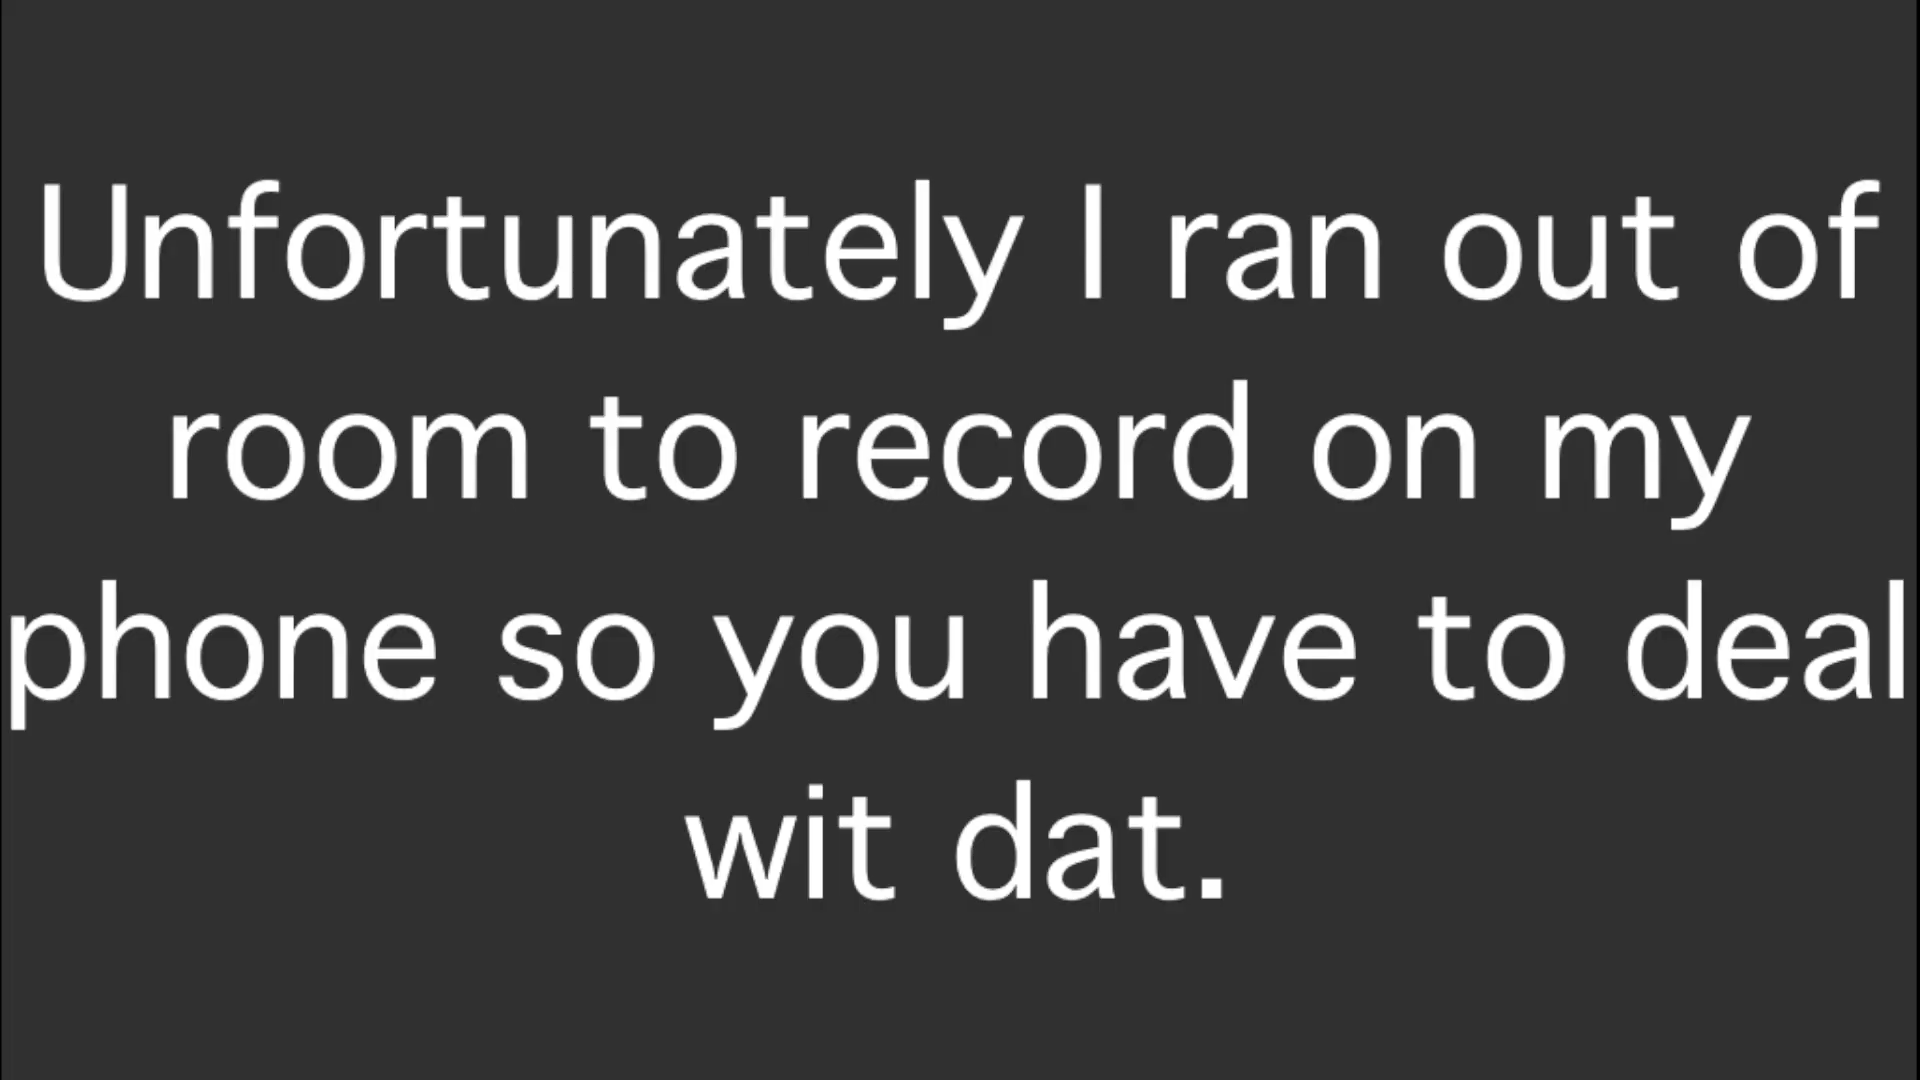 Unfortunately I ran out of
room to record on my
phone so you have to deal
wit dat.